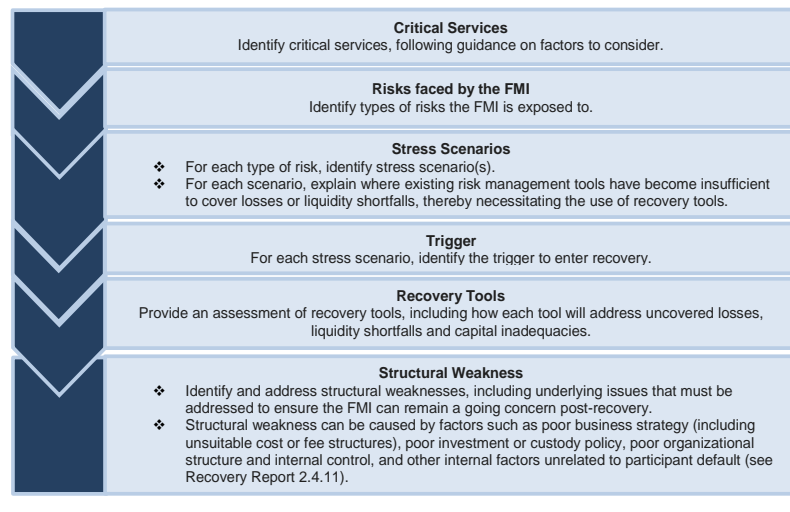 Critical Services
Identify critical services, following guidance on factors to consider.
Risks faced by the FMI
Identify types of risks the FMI is exposed to.
Stress Scenarios
❖ For each type of risk, identify stress scenario(s).
❖ For each scenario, explain where existing risk management tools have become insufficient
to cover losses or liquidity shortfalls, thereby necessitating the use of recovery tools.
Trigger
For each stress scenario, identify the trigger to enter recovery.
Recovery Tools
Provide an assessment of recovery tools, including how each tool will address uncovered losses,
liquidity shortfalls and capital inadequacies.
Structural Weakness
❖ Identify and address structural weaknesses, including underlying issues that must be
addressed to ensure the FMI can remain a going concern post-recovery.
❖ Structural weakness can be caused by factors such as poor business strategy (including
unsuitable cost or fee structures), poor investment or custody policy, poor organizational
structure and internal control, and other internal factors unrelated to participant default (see
Recovery Report 2.4.11).